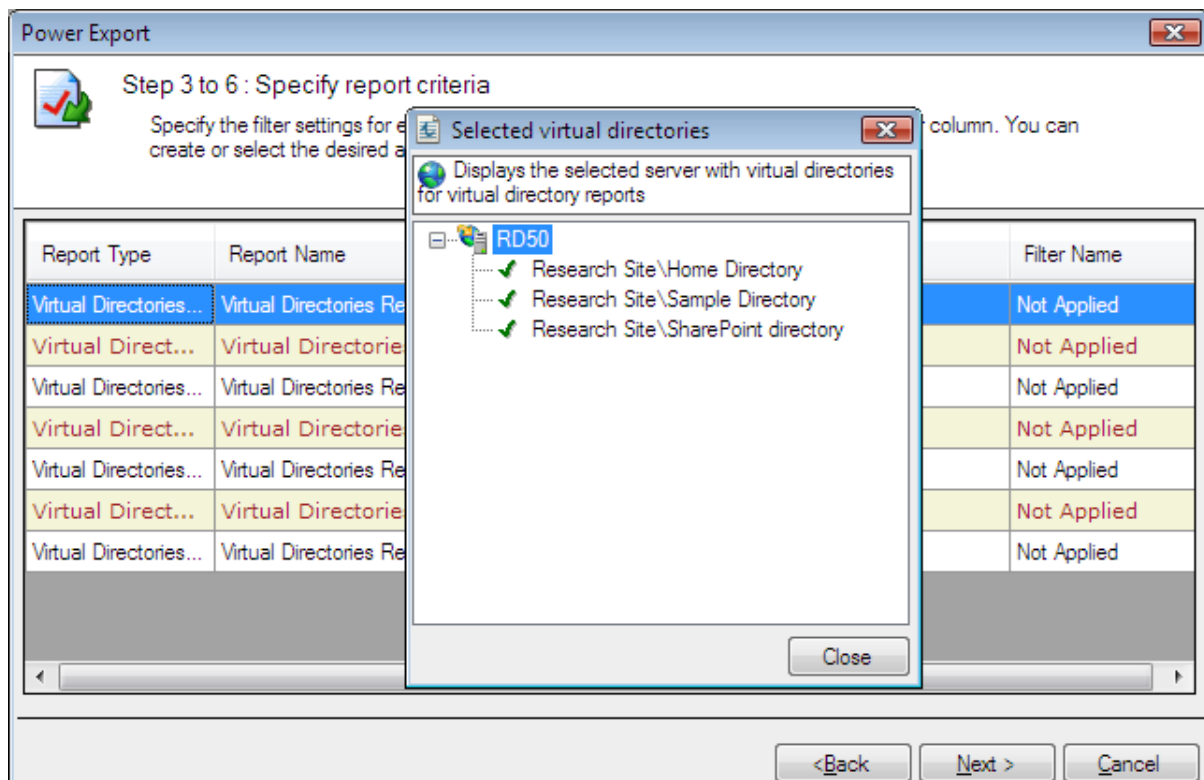 Power Export
Step 3 to 6 : Specify report criteria
Specify the filter settings for e
column. You can
create or select the desired a
Selected virtual directories
Displays the selected server with virtual directories
for virtual directory reports
RD50
Research Site\Home Directory
Research Site\Sample Directory
Research Site\SharePoint directory
Close
Report Type Report Name Filter Name
Virtual Directories... Virtual Directories Re Not Applied
Virtual Direct... Virtual Directorie Not Applied
Virtual Directories... Virtual Directories Re Not Applied
Virtual Direct... Virtual Directorie Not Applied
Virtual Directories... Virtual Directories Re Not Applied
Virtual Direct... Virtual Directorie Not Applied
Virtual Directories... Virtual Directories Re Not Applied
<Back Next > Cancel